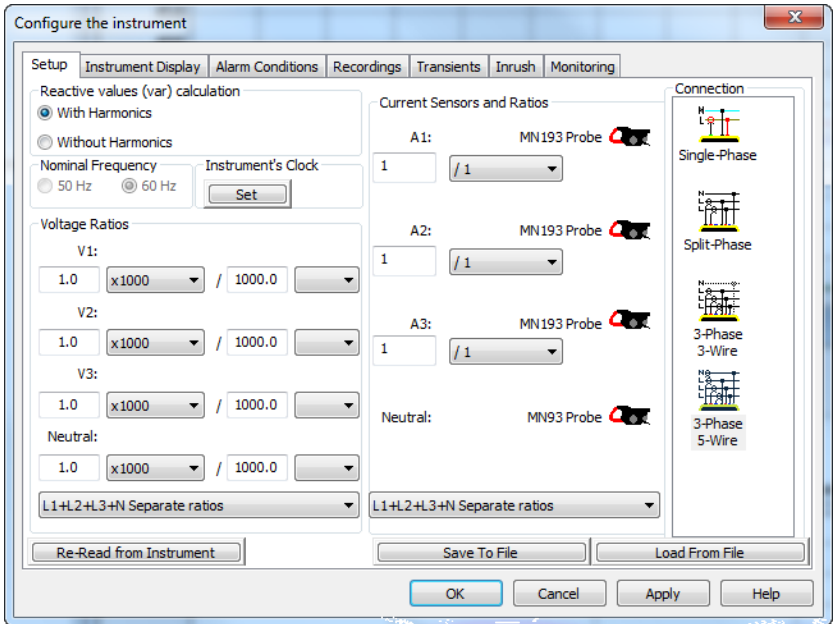 Configure the instrument
x
Setup Instrument Display Alarm Conditions Recordings Transients Inrush Monitoring
Reactive values (var) calculation
With Harmonics
Without Harmonics
Nominal Frequency
50 Hz 60 Hz
Instrument's Clock
Set
Voltage Ratios
V1:
1.0 x1000 / 1000.0
V2:
1.0 x1000 / 1000.0
V3:
1.0 x1000 / 1000.0
Neutral:
1.0 x1000 / 1000.0
L1+L2+L3+N Separate ratios
Current Sensors and Ratios
A1: MN193 Probe
1 / 1
A2: MN193 Probe
1 / 1
A3: MN193 Probe
1 / 1
Neutral: MN93 Probe
L1+L2+L3+N Separate ratios
Connection
Single-Phase
Split-Phase
3-Phase
3-Wire
3-Phase
5-Wire
Re-Read from Instrument Save To File Load From File
OK Cancel Apply Help